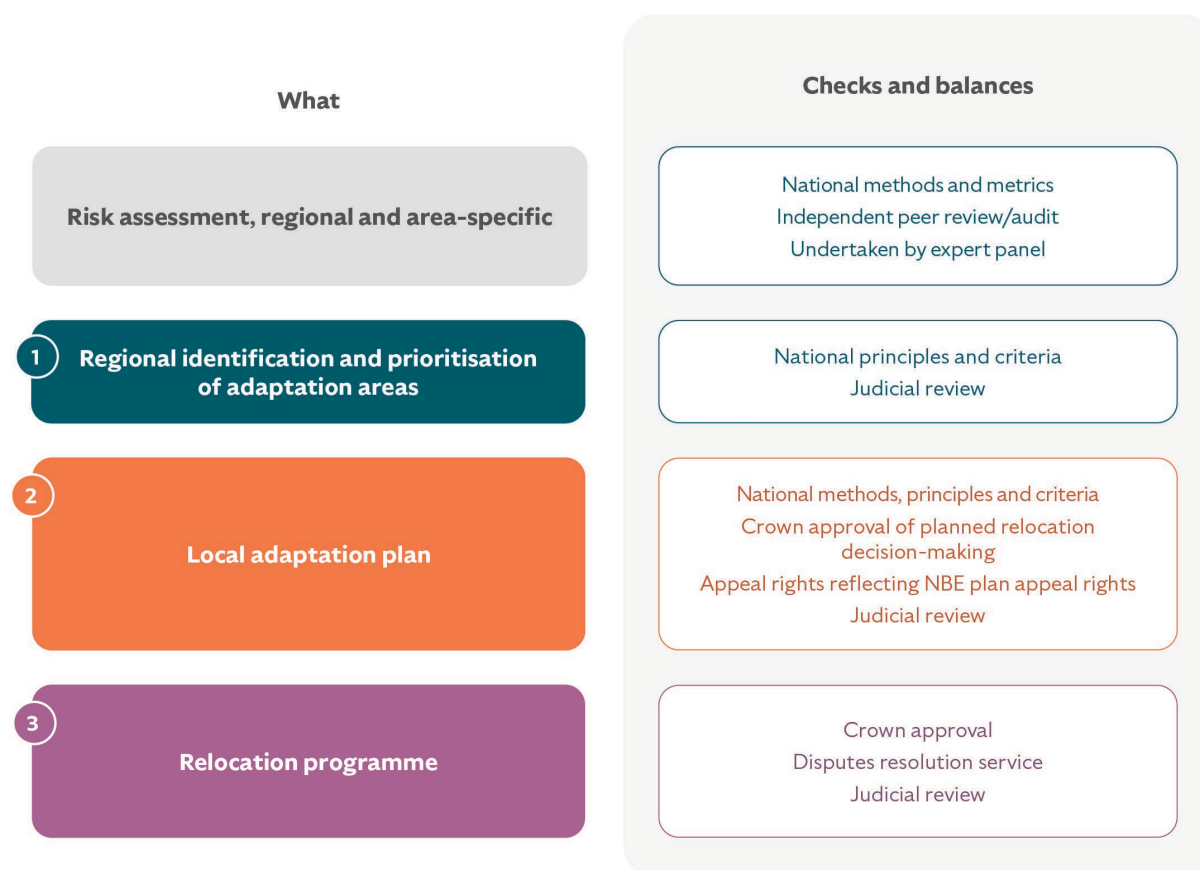 What
Checks and balances
Risk assessment, regional and area-specific
National methods and metrics
Independent peer review/audit
Undertaken by expert panel
1
Regional identification and prioritisation
of adaptation areas
National principles and criteria
Judicial review
2
Local adaptation plan
National methods, principles and criteria
Crown approval of planned relocation
decision-making
Appeal rights reflecting NBE plan appeal rights
Judicial review
3
Relocation programme
Crown approval
Disputes resolution service
Judicial review